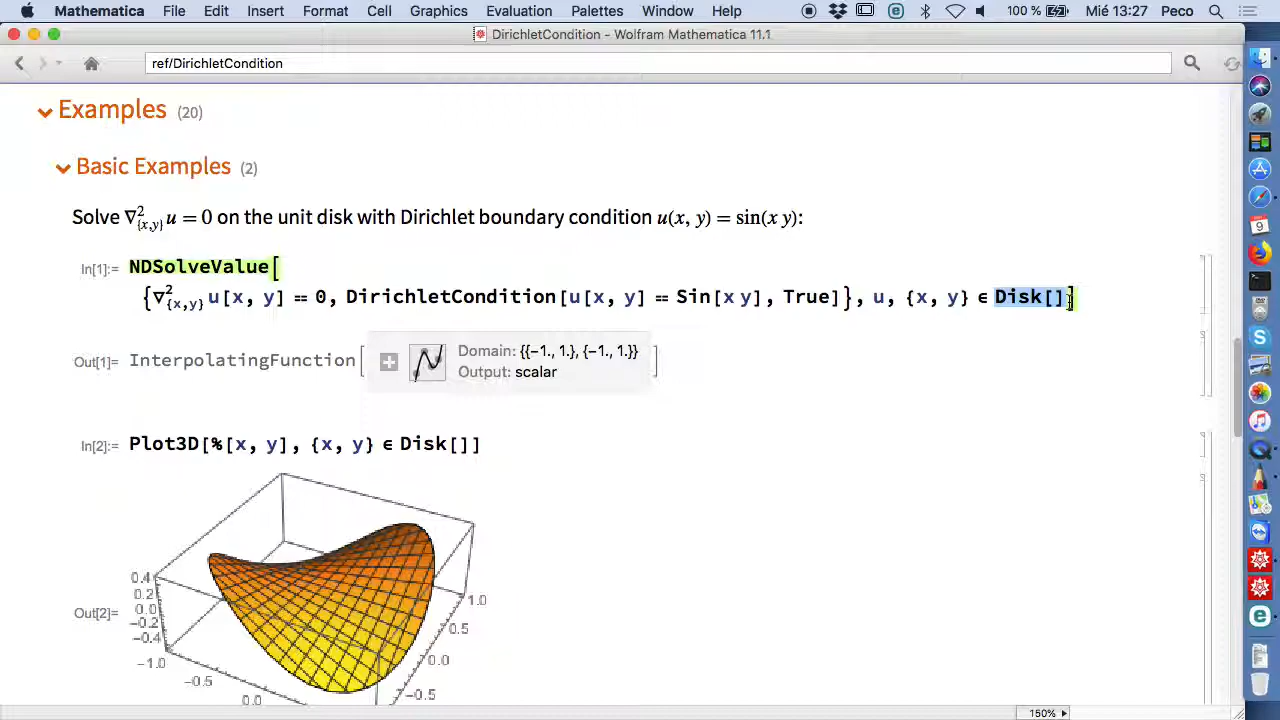 Mathematica File Edit Insert Format Cell Graphics Evaluation Palettes Window Help 100 % Mié 13:27 Peco
DirichletCondition - Wolfram Mathematica 11.1
ref/DirichletCondition
Examples (20)
Basic Examples (2)
Solve ∇²{x,y} u = 0 on the unit disk with Dirichlet boundary condition u(x, y) = sin(x y):
In[1]:= NDSolveValue[
{∇²{x,y} u[x, y] == 0, DirichletCondition[u[x, y] == Sin[x y], True]}, u, {x, y} ∈ Disk[]]
Out[1]= InterpolatingFunction[ Domain: {{-1., 1.}, {-1., 1.}}
Output: scalar ]
In[2]:= Plot3D[%[x, y], {x, y} ∈ Disk[]]
Out[2]=
0.4
0.2
0.0
-0.2
-0.4
-1.0
-0.5
0.0
1.0
0.5
0.0
-0.5
9
150%